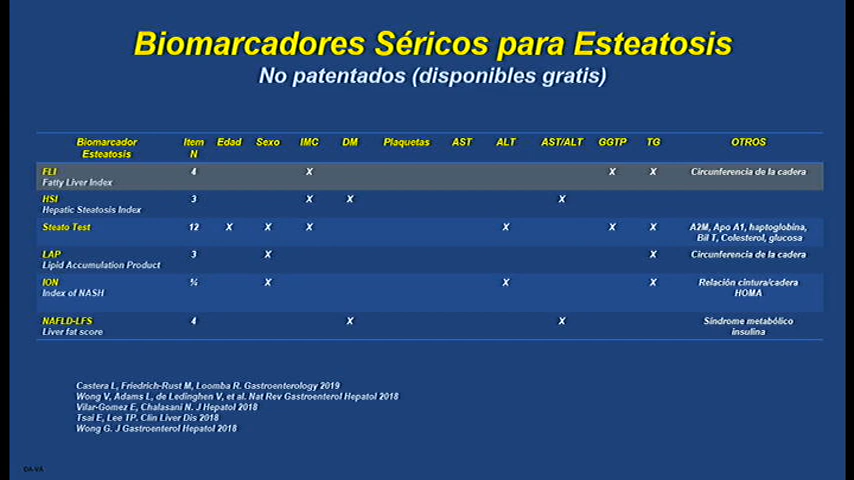 Biomarcadores Séricos para Esteatosis
No patentados (disponibles gratis)
Biomarcador Esteatosis Item N Edad Sexo IMC DM Plaquetas AST ALT AST/ALT GGTP TG OTROS
FLI 4 X X X Circunferencia de la cadera
Fatty Liver Index
HSI 3 X X X
Hepatic Steatosis Index
Steato Test 12 X X X X X X A2M, Apo A1, haptoglobina,
Bil T, Colesterol, glucosa
LAP 3 X X Circunferencia de la cadera
Lipid Accumulation Product
ION X X X Relación cintura/cadera
Index of NASH HOMA
NAFLD-LFS 4 X X Síndrome metabólico
Liver fat score insulina
Castera L, Friedrich-Rust M, Loomba R. Gastroenterology 2019
Wong V, Adams L, de Ledinghen V, et al. Nat Rev Gastroenterol Hepatol 2018
Vilar-Gomez E, Chalasani N. J Hepatol 2018
Tsai E, Lee TP. Clin Liver Dis 2018
Wong G. J Gastroenterol Hepatol 2018